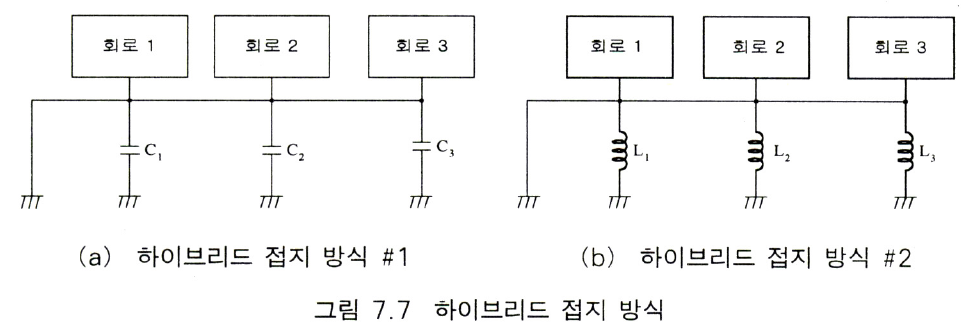 회로 1 회로 2 회로 3 회로 1 회로 2 회로 3
C1 C2 C3 L1 L2 L3
(a) 하이브리드 접지 방식 #1 (b) 하이브리드 접지 방식 #2
그림 7.7 하이브리드 접지 방식